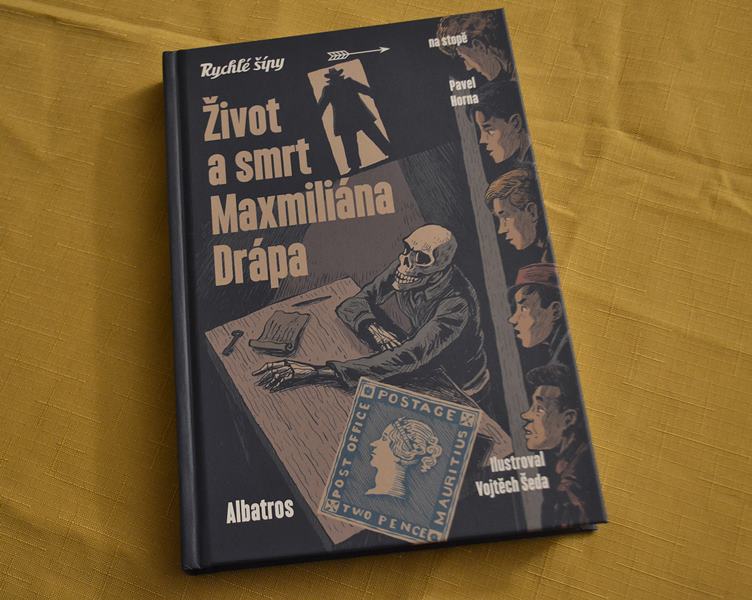 Rychlé šípy
na stopě
Pavel
Horna
Život
a smrt
Maxmiliána
Drápa
POSTAGE
POST OFFICE
MAURITIUS
TWO PENCE
Ilustroval
Vojtěch Šeda
Albatros